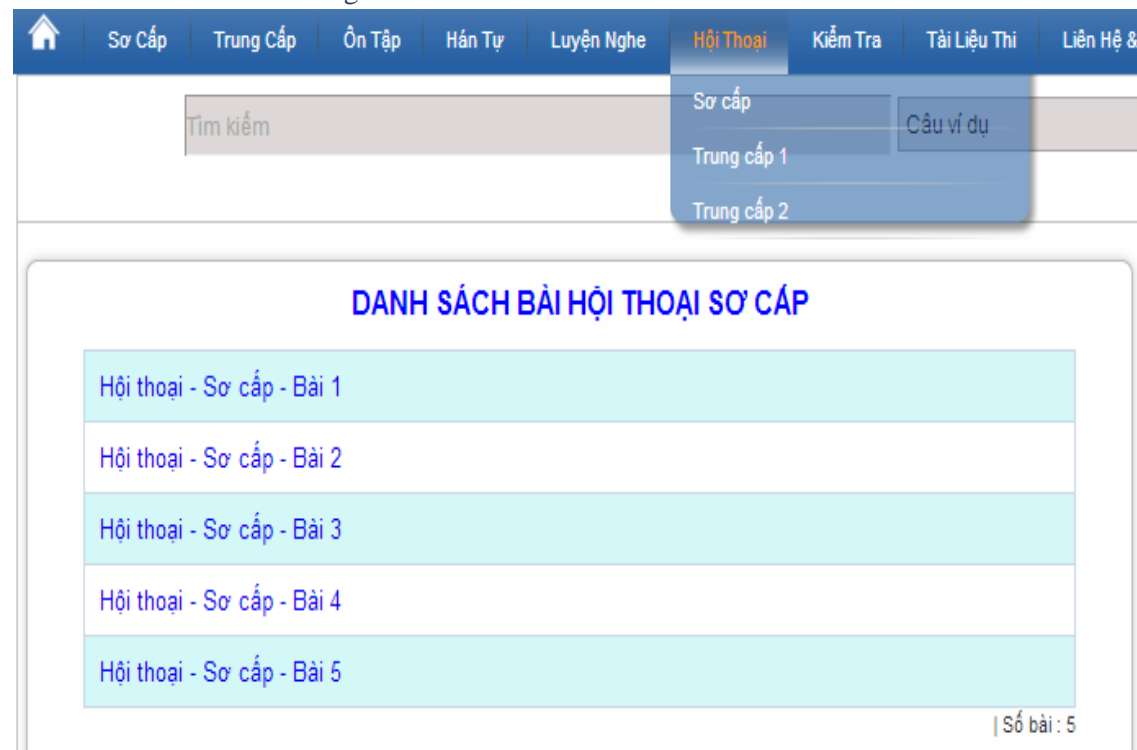 Sơ Cấp Trung Cấp Ôn Tập Hán Tự Luyện Nghe Hội Thoại Kiểm Tra Tài Liệu Thi Liên Hệ &
Tìm kiếm Câu ví dụ
Sơ cấp
Trung cấp 1
Trung cấp 2
DANH SÁCH BÀI HỘI THOẠI SƠ CẤP
Hội thoại - Sơ cấp - Bài 1
Hội thoại - Sơ cấp - Bài 2
Hội thoại - Sơ cấp - Bài 3
Hội thoại - Sơ cấp - Bài 4
Hội thoại - Sơ cấp - Bài 5
| Số bài : 5